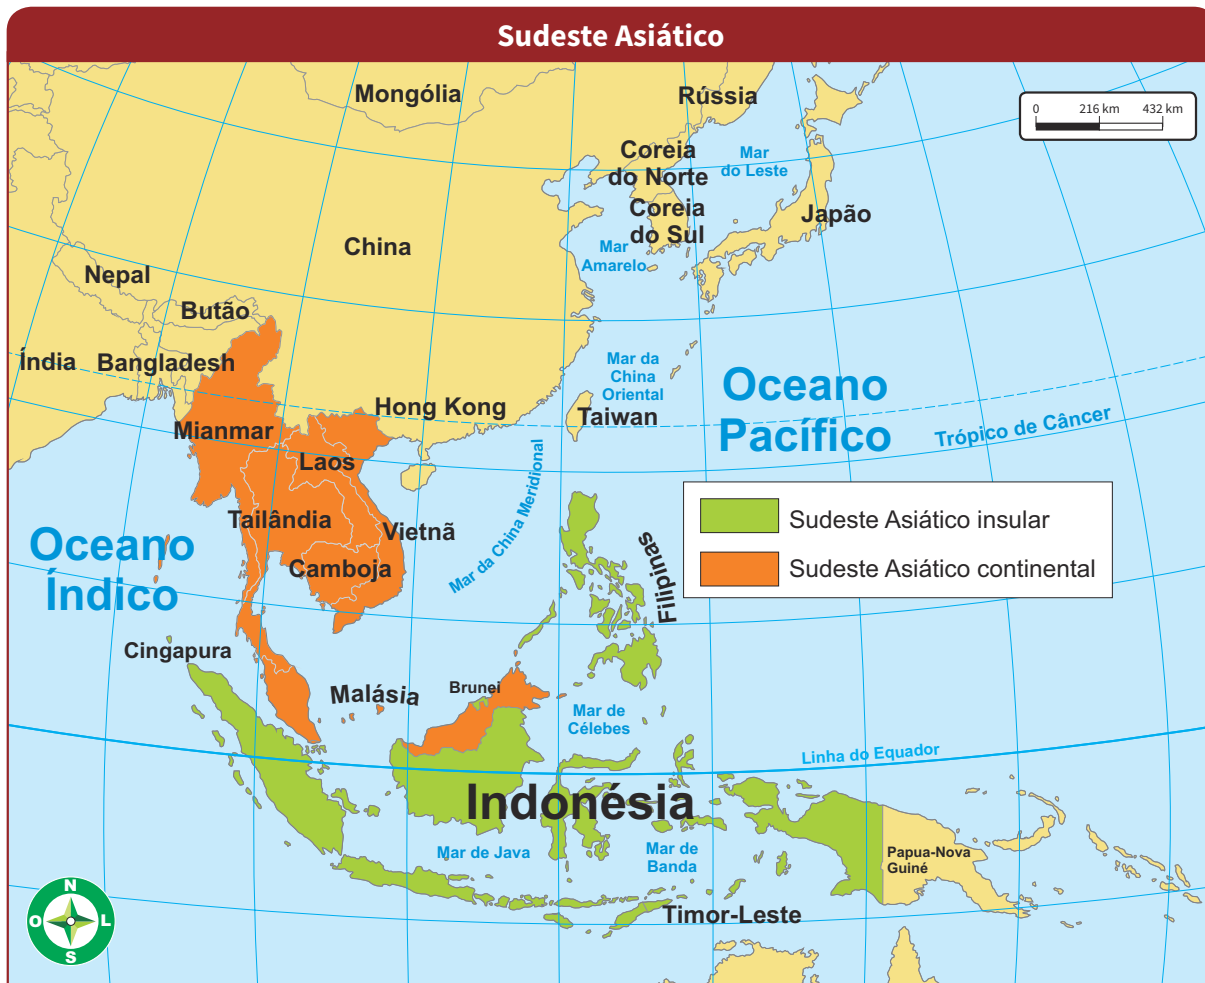 Sudeste Asiático
Mongólia
Rússia
0 216 km 432 km
Coreia
do Norte
Mar
do Leste
Coreia
do Sul
Japão
China
Mar
Amarelo
Nepal
Butão
Índia
Bangladesh
Mar da
China
Oriental
Oceano
Pacífico
Hong Kong
Taiwan
Trópico de Câncer
Mianmar
Laos
Mar da China Meridional
Sudeste Asiático insular
Sudeste Asiático continental
Tailândia
Vietnã
Oceano
Índico
Camboja
Filipinas
Cingapura
Malásia
Brunei
Mar de
Célebes
Linha do Equador
Indonésia
Mar de Java
Mar de
Banda
Papua-Nova
Guiné
Timor-Leste
N
O L
S